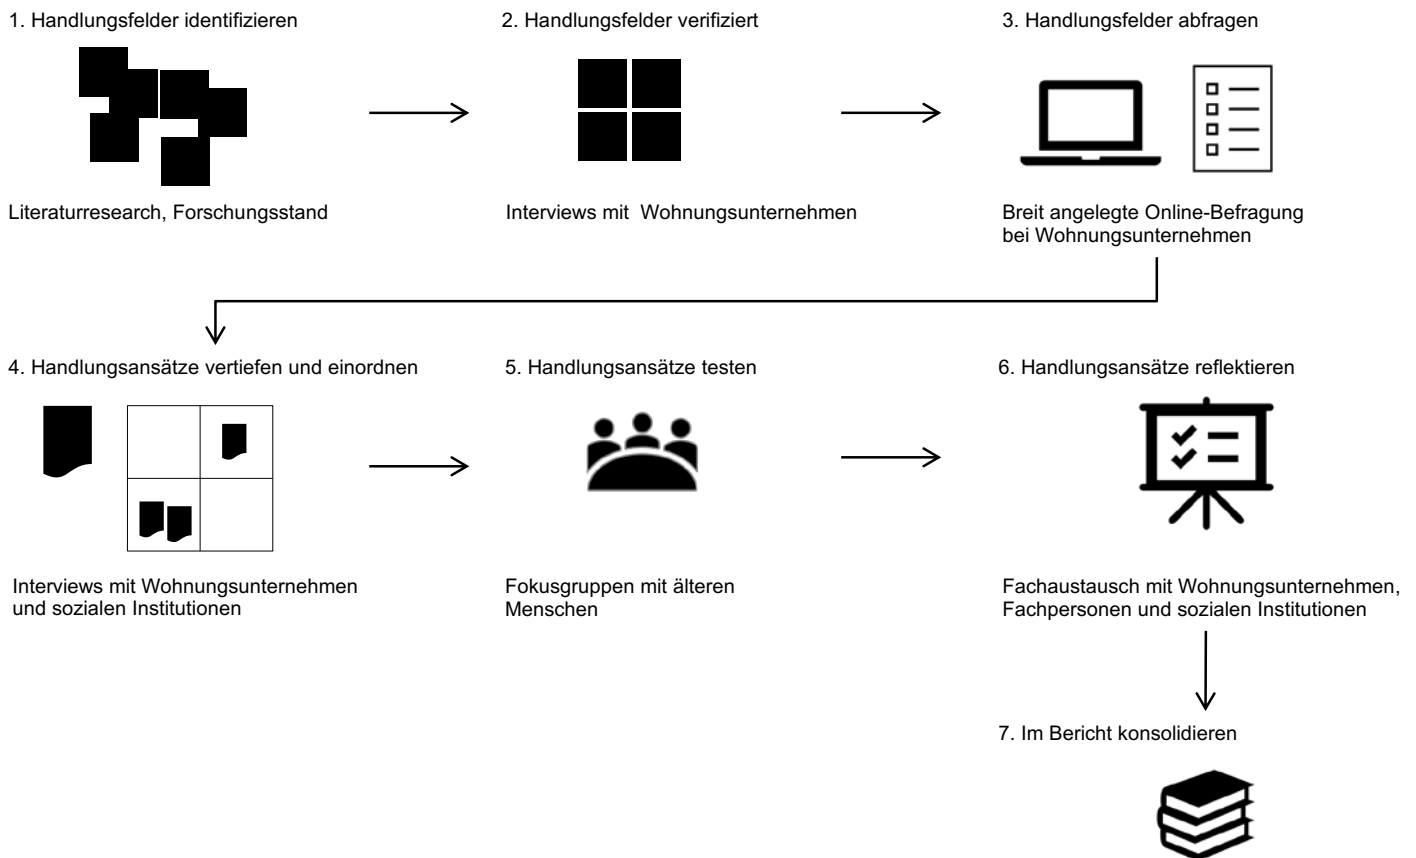 1. Handlungsfelder identifizieren
2. Handlungsfelder verifiziert
3. Handlungsfelder abfragen
Literaturresearch, Forschungsstand
Interviews mit  Wohnungsunternehmen
Breit angelegte Online-Befragung
bei Wohnungsunternehmen
4. Handlungsansätze vertiefen und einordnen
5. Handlungsansätze testen
6. Handlungsansätze reflektieren
Interviews mit Wohnungsunternehmen
und sozialen Institutionen
Fokusgruppen mit älteren
Menschen
Fachaustausch mit Wohnungsunternehmen,
Fachpersonen und sozialen Institutionen
7. Im Bericht konsolidieren